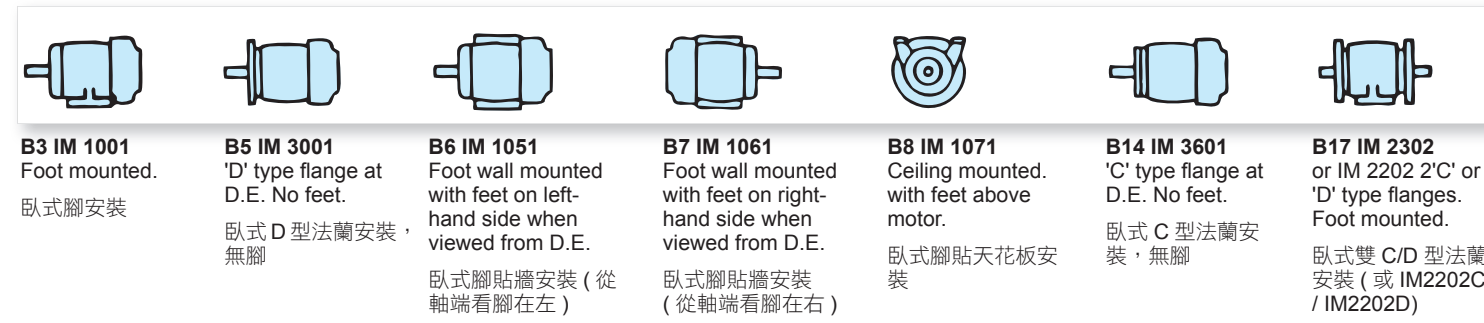 B3 IM 1001
Foot mounted.
臥式腳安裝
B5 IM 3001
'D' type flange at
D.E. No feet.
臥式 D 型法蘭安裝，
無腳
B6 IM 1051
Foot wall mounted
with feet on left-
hand side when
viewed from D.E.
臥式腳貼牆安裝 ( 從
軸端看腳在左 )
B7 IM 1061
Foot wall mounted
with feet on right-
hand side when
viewed from D.E.
臥式腳貼牆安裝
( 從軸端看腳在右 )
B8 IM 1071
Ceiling mounted.
with feet above
motor.
臥式腳貼天花板安
裝
B14 IM 3601
'C' type flange at
D.E. No feet.
臥式 C 型法蘭安
裝，無腳
B17 IM 2302
or IM 2202 2'C' or
'D' type flanges.
Foot mounted.
臥式雙 C/D 型法蘭
安裝 ( 或 IM2202C
/ IM2202D)